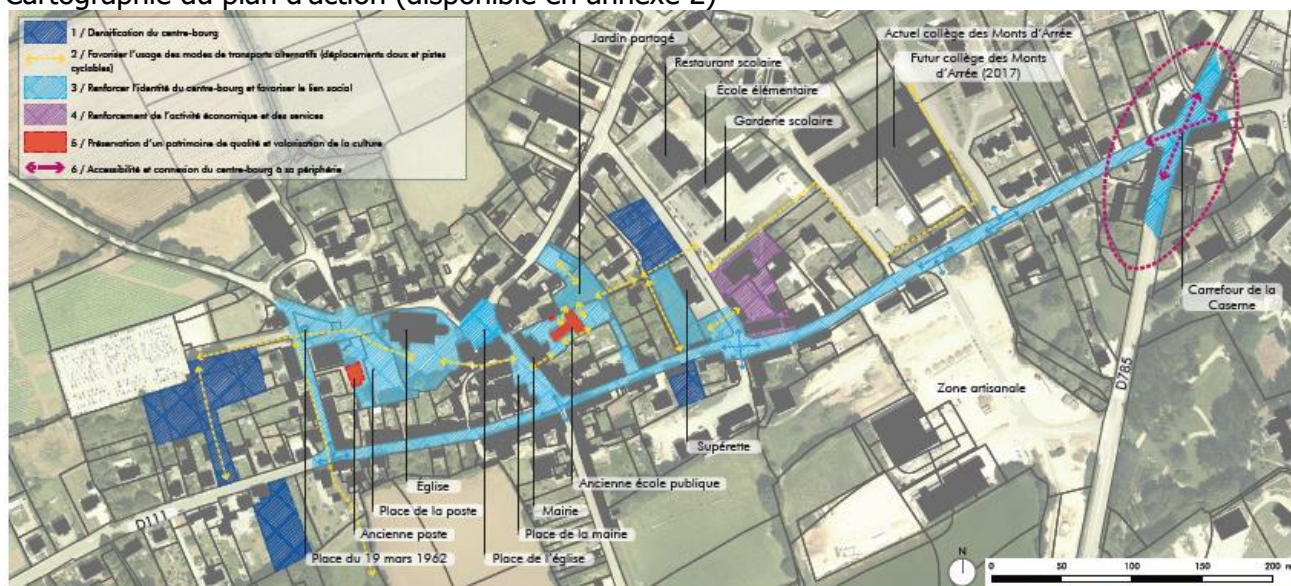 Cartographie du plan d'action (disponible en annexe 2)
1 / Densification du centre-bourg
2 / Favoriser l'usage des modes de transports alternatifs (déplacements doux et pistes
cyclables)
3 / Renforcer l'identité du centre-bourg et favoriser le lien social
4 / Renforcement de l'activité économique et des services
5 / Préservation d'un patrimoine de qualité et valorisation de la culture
6 / Accessibilité et connexion du centre-bourg à sa périphérie
Jardin partagé
Restaurant scolaire
École élémentaire
Garderie scolaire
Actuel collège des Monts d'Arrée
Futur collège des Monts
d'Arrée (2017)
Carrefour de la
Caserne
D785
Zone artisanale
Supérette
Ancienne école publique
Mairie
Place de la mairie
Place de l'église
Église
Place de la poste
Ancienne poste
Place du 19 mars 1962
D111
N
0 50 100 150 200 m